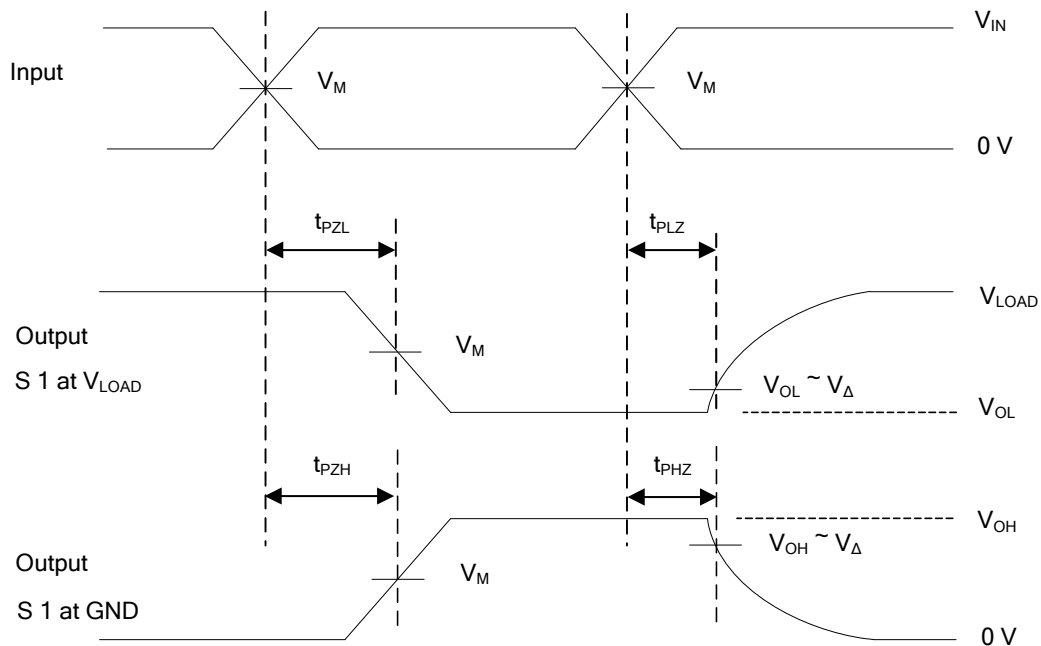 V_IN
Input
V_M
V_M
0 V
t_PZL
t_PLZ
V_LOAD
Output
V_M
S 1 at V_LOAD
V_OL ~ V_Δ
V_OL
t_PZH
t_PHZ
V_OH
V_OH ~ V_Δ
Output
V_M
S 1 at GND
0 V